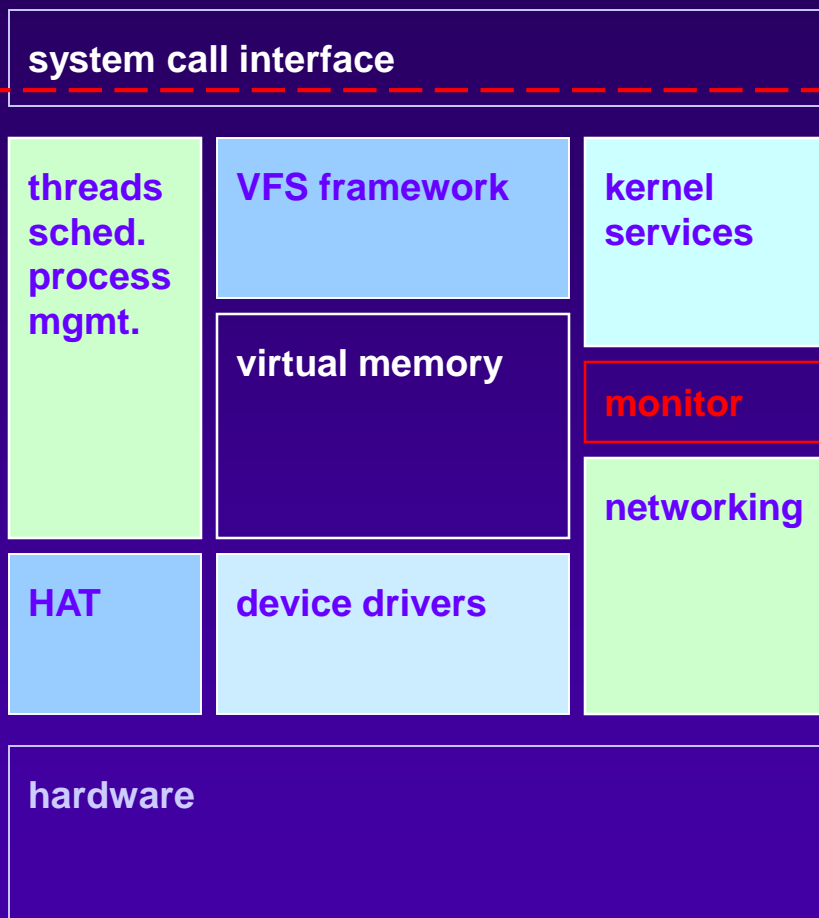 system call interface
threads
sched.
process
mgmt.
VFS framework
virtual memory
kernel
services
monitor
networking
HAT
device drivers
hardware